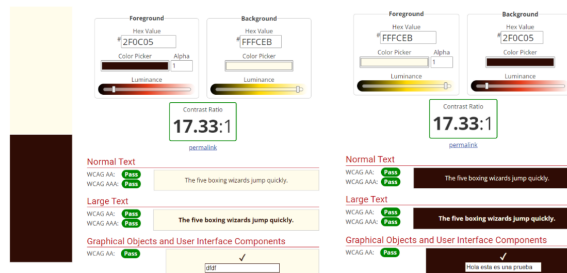 Foreground
Background
Hex Value
Hex Value
#2F0C05
#FFFCEB
Color Picker
Alpha
Color Picker
1
Luminance
Luminance
Contrast Ratio
17.33:1
permalink
Normal Text
WCAG AA: Pass
WCAG AAA: Pass
The five boxing wizards jump quickly.
Large Text
WCAG AA: Pass
WCAG AAA: Pass
The five boxing wizards jump quickly.
Graphical Objects and User Interface Components
WCAG AA: Pass
✓
dfdf
Foreground
Background
Hex Value
Hex Value
#FFFCEB
#2F0C05
Color Picker
Alpha
Color Picker
1
Luminance
Luminance
Contrast Ratio
17.33:1
permalink
Normal Text
WCAG AA: Pass
WCAG AAA: Pass
The five boxing wizards jump quickly.
Large Text
WCAG AA: Pass
WCAG AAA: Pass
The five boxing wizards jump quickly.
Graphical Objects and User Interface Components
WCAG AA: Pass
✓
Hola esta es una prueba